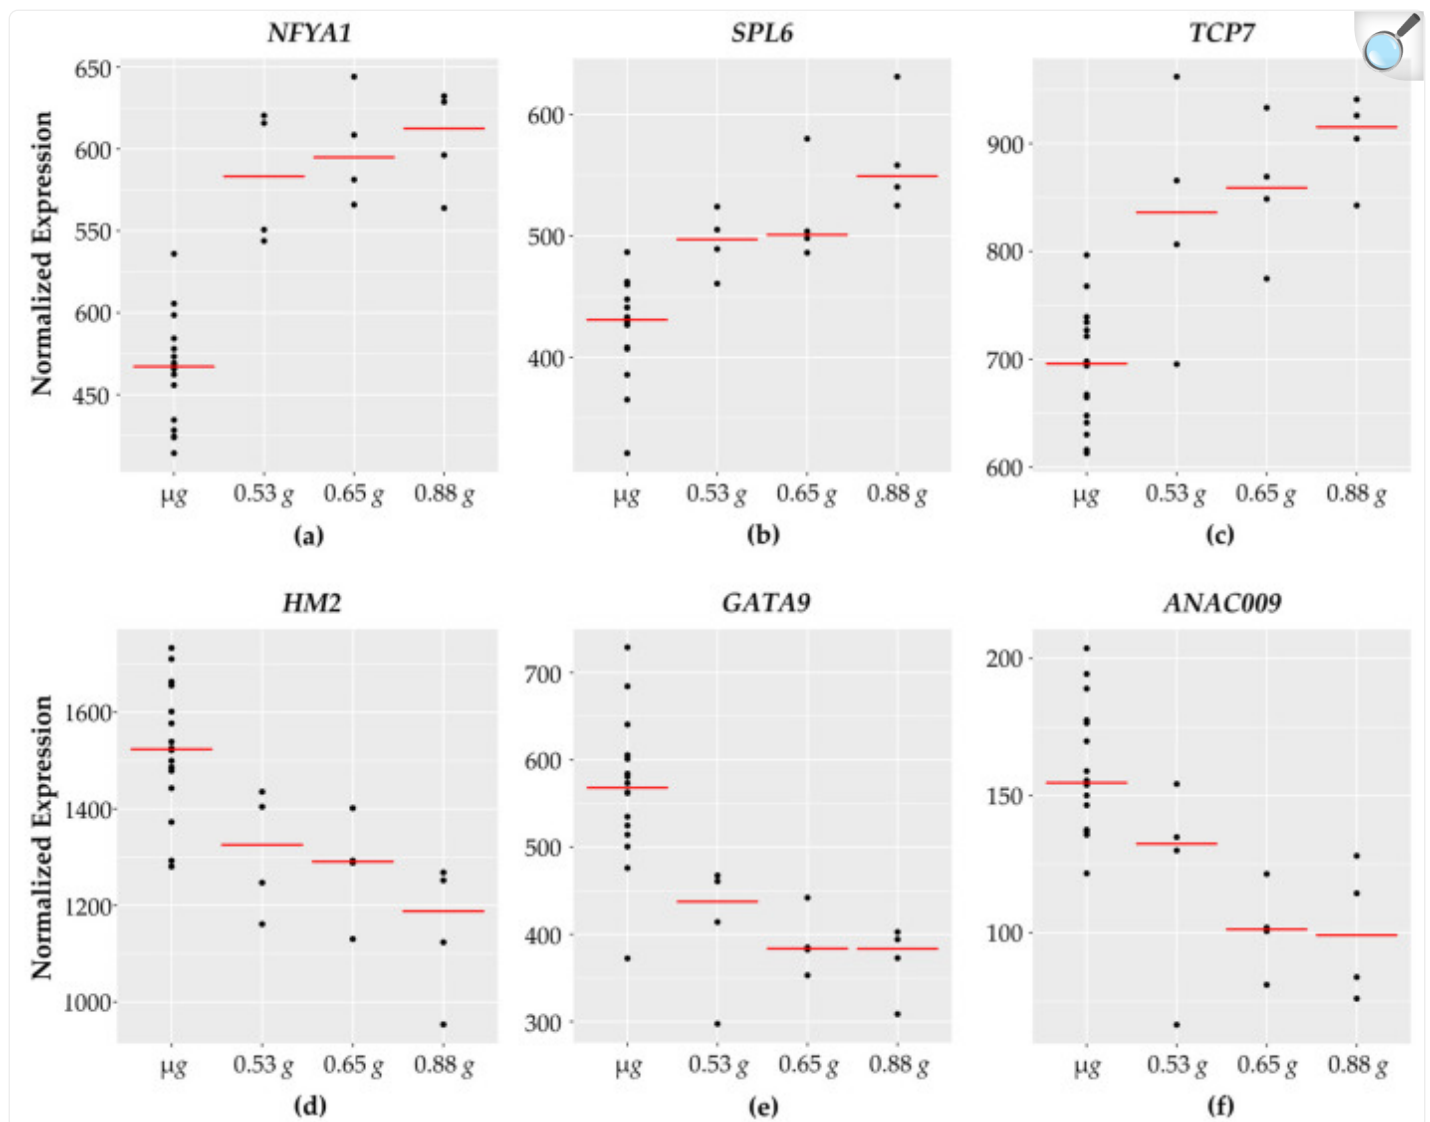 NFYA1
SPL6
TCP7
Normalized Expression
650
600
550
600
450
600
500
400
900
800
700
600
µg 0.53 g 0.65 g 0.88 g
µg 0.53 g 0.65 g 0.88 g
µg 0.53 g 0.65 g 0.88 g
(a)
(b)
(c)
HM2
GATA9
ANAC009
Normalized Expression
1600
1400
1200
1000
700
600
500
400
300
200
150
100
µg 0.53 g 0.65 g 0.88 g
µg 0.53 g 0.65 g 0.88 g
µg 0.53 g 0.65 g 0.88 g
(d)
(e)
(f)